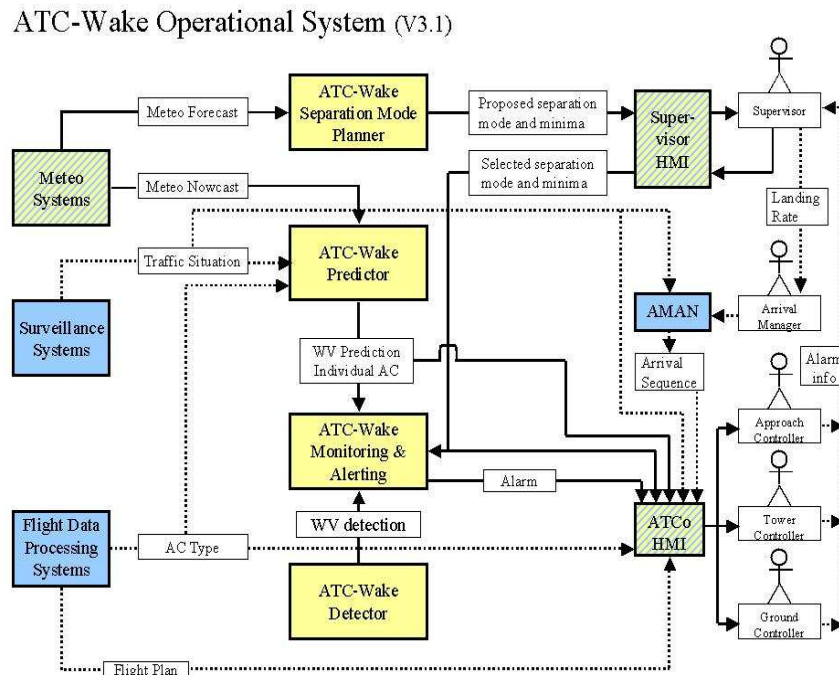 ATC-Wake Operational System (V3.1)
Meteo Forecast
ATC-Wake
Separation Mode
Planner
Proposed separation
mode and minima
Super-
visor
HMI
Supervisor
Meteo
Systems
Meteo Nowcast
Selected separation
mode and minima
Landing
Rate
Traffic Situation
ATC-Wake
Predictor
Surveillance
Systems
AMAN
Arrival
Manager
WV Prediction
Individual AC
Arrival
Sequence
Alarm
info
ATC-Wake
Monitoring &
Alerting
Approach
Controller
Alarm
Flight Data
Processing
Systems
AC Type
WV detection
ATCo
HMI
Tower
Controller
ATC-Wake
Detector
Ground
Controller
Flight Plan